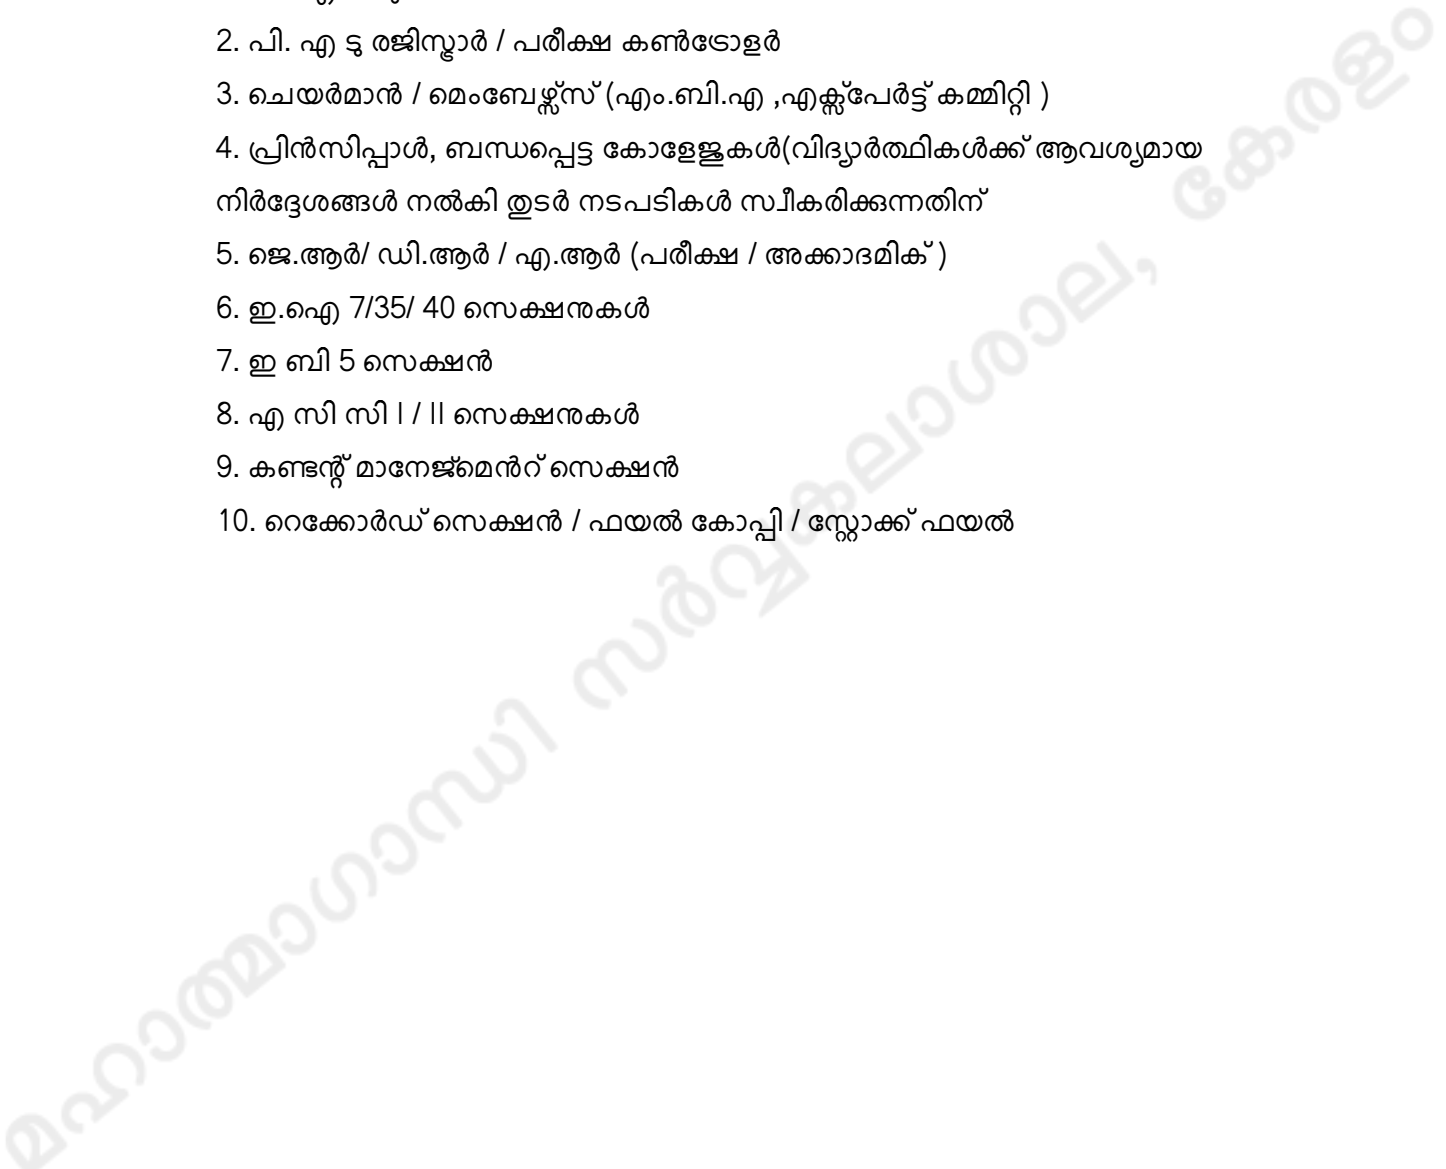 2. പി. എ ടു രജിസ്ട്രാർ / പരീക്ഷ കൺട്രോളർ
3. ചെയർമാൻ / മെംബേഴ്സ്സ് (എം.ബി.എ ,എക്സ്പേർട്ട് കമ്മിറ്റി )
4. പ്രിൻസിപ്പാൾ, ബന്ധപ്പെട്ട കോളേജുകൾ(വിദ്യാർത്ഥികൾക്ക് ആവശ്യമായ
നിർദ്ദേശങ്ങൾ നൽകി തുടർ നടപടികൾ സ്വീകരിക്കുന്നതിന്
5. ജെ.ആർ/ ഡി.ആർ / എ.ആർ (പരീക്ഷ / അക്കാദമിക് )
6. ഇ.ഐ 7/35/ 40 സെക്ഷനുകൾ
7. ഇ ബി 5 സെക്ഷൻ
8. എ സി സി I / II സെക്ഷനുകൾ
9. കണ്ടന്റ് മാനേജ്മെൻറ് സെക്ഷൻ
10. റെക്കോർഡ് സെക്ഷൻ / ഫയൽ കോപ്പി / സ്റ്റോക്ക് ഫയൽ
മഹാത്മാഗാന്ധി സർവ്വകലാശാല, കേരളം